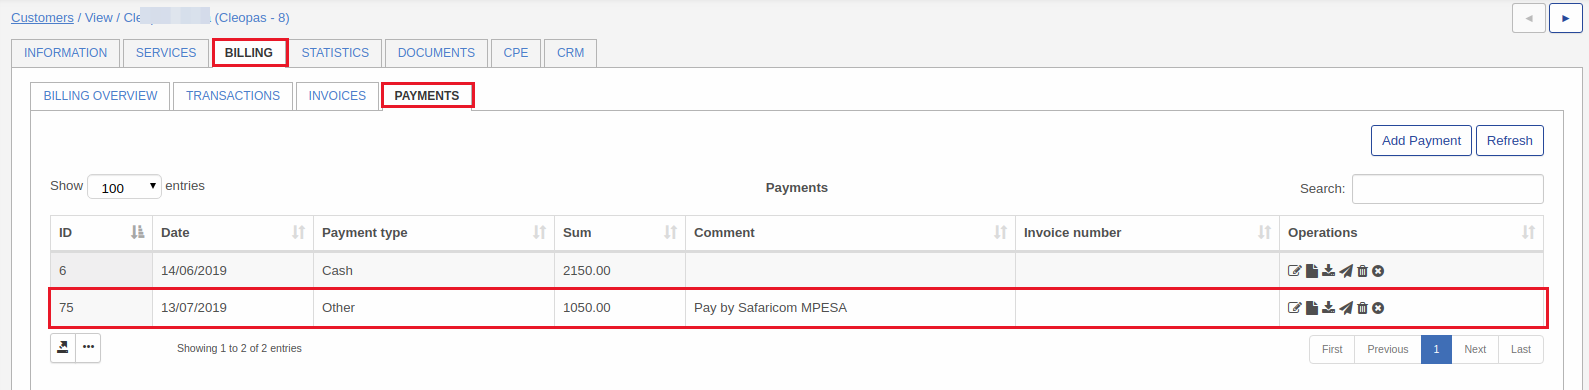 Customers / View / Cle (Cleopas - 8)
◄ ►
INFORMATION SERVICES BILLING STATISTICS DOCUMENTS CPE CRM
BILLING OVERVIEW TRANSACTIONS INVOICES PAYMENTS
Add Payment Refresh
Show 100 entries Payments Search:
ID Date Payment type Sum Comment Invoice number Operations
6 14/06/2019 Cash 2150.00
75 13/07/2019 Other 1050.00 Pay by Safaricom MPESA
••• Showing 1 to 2 of 2 entries First Previous 1 Next Last